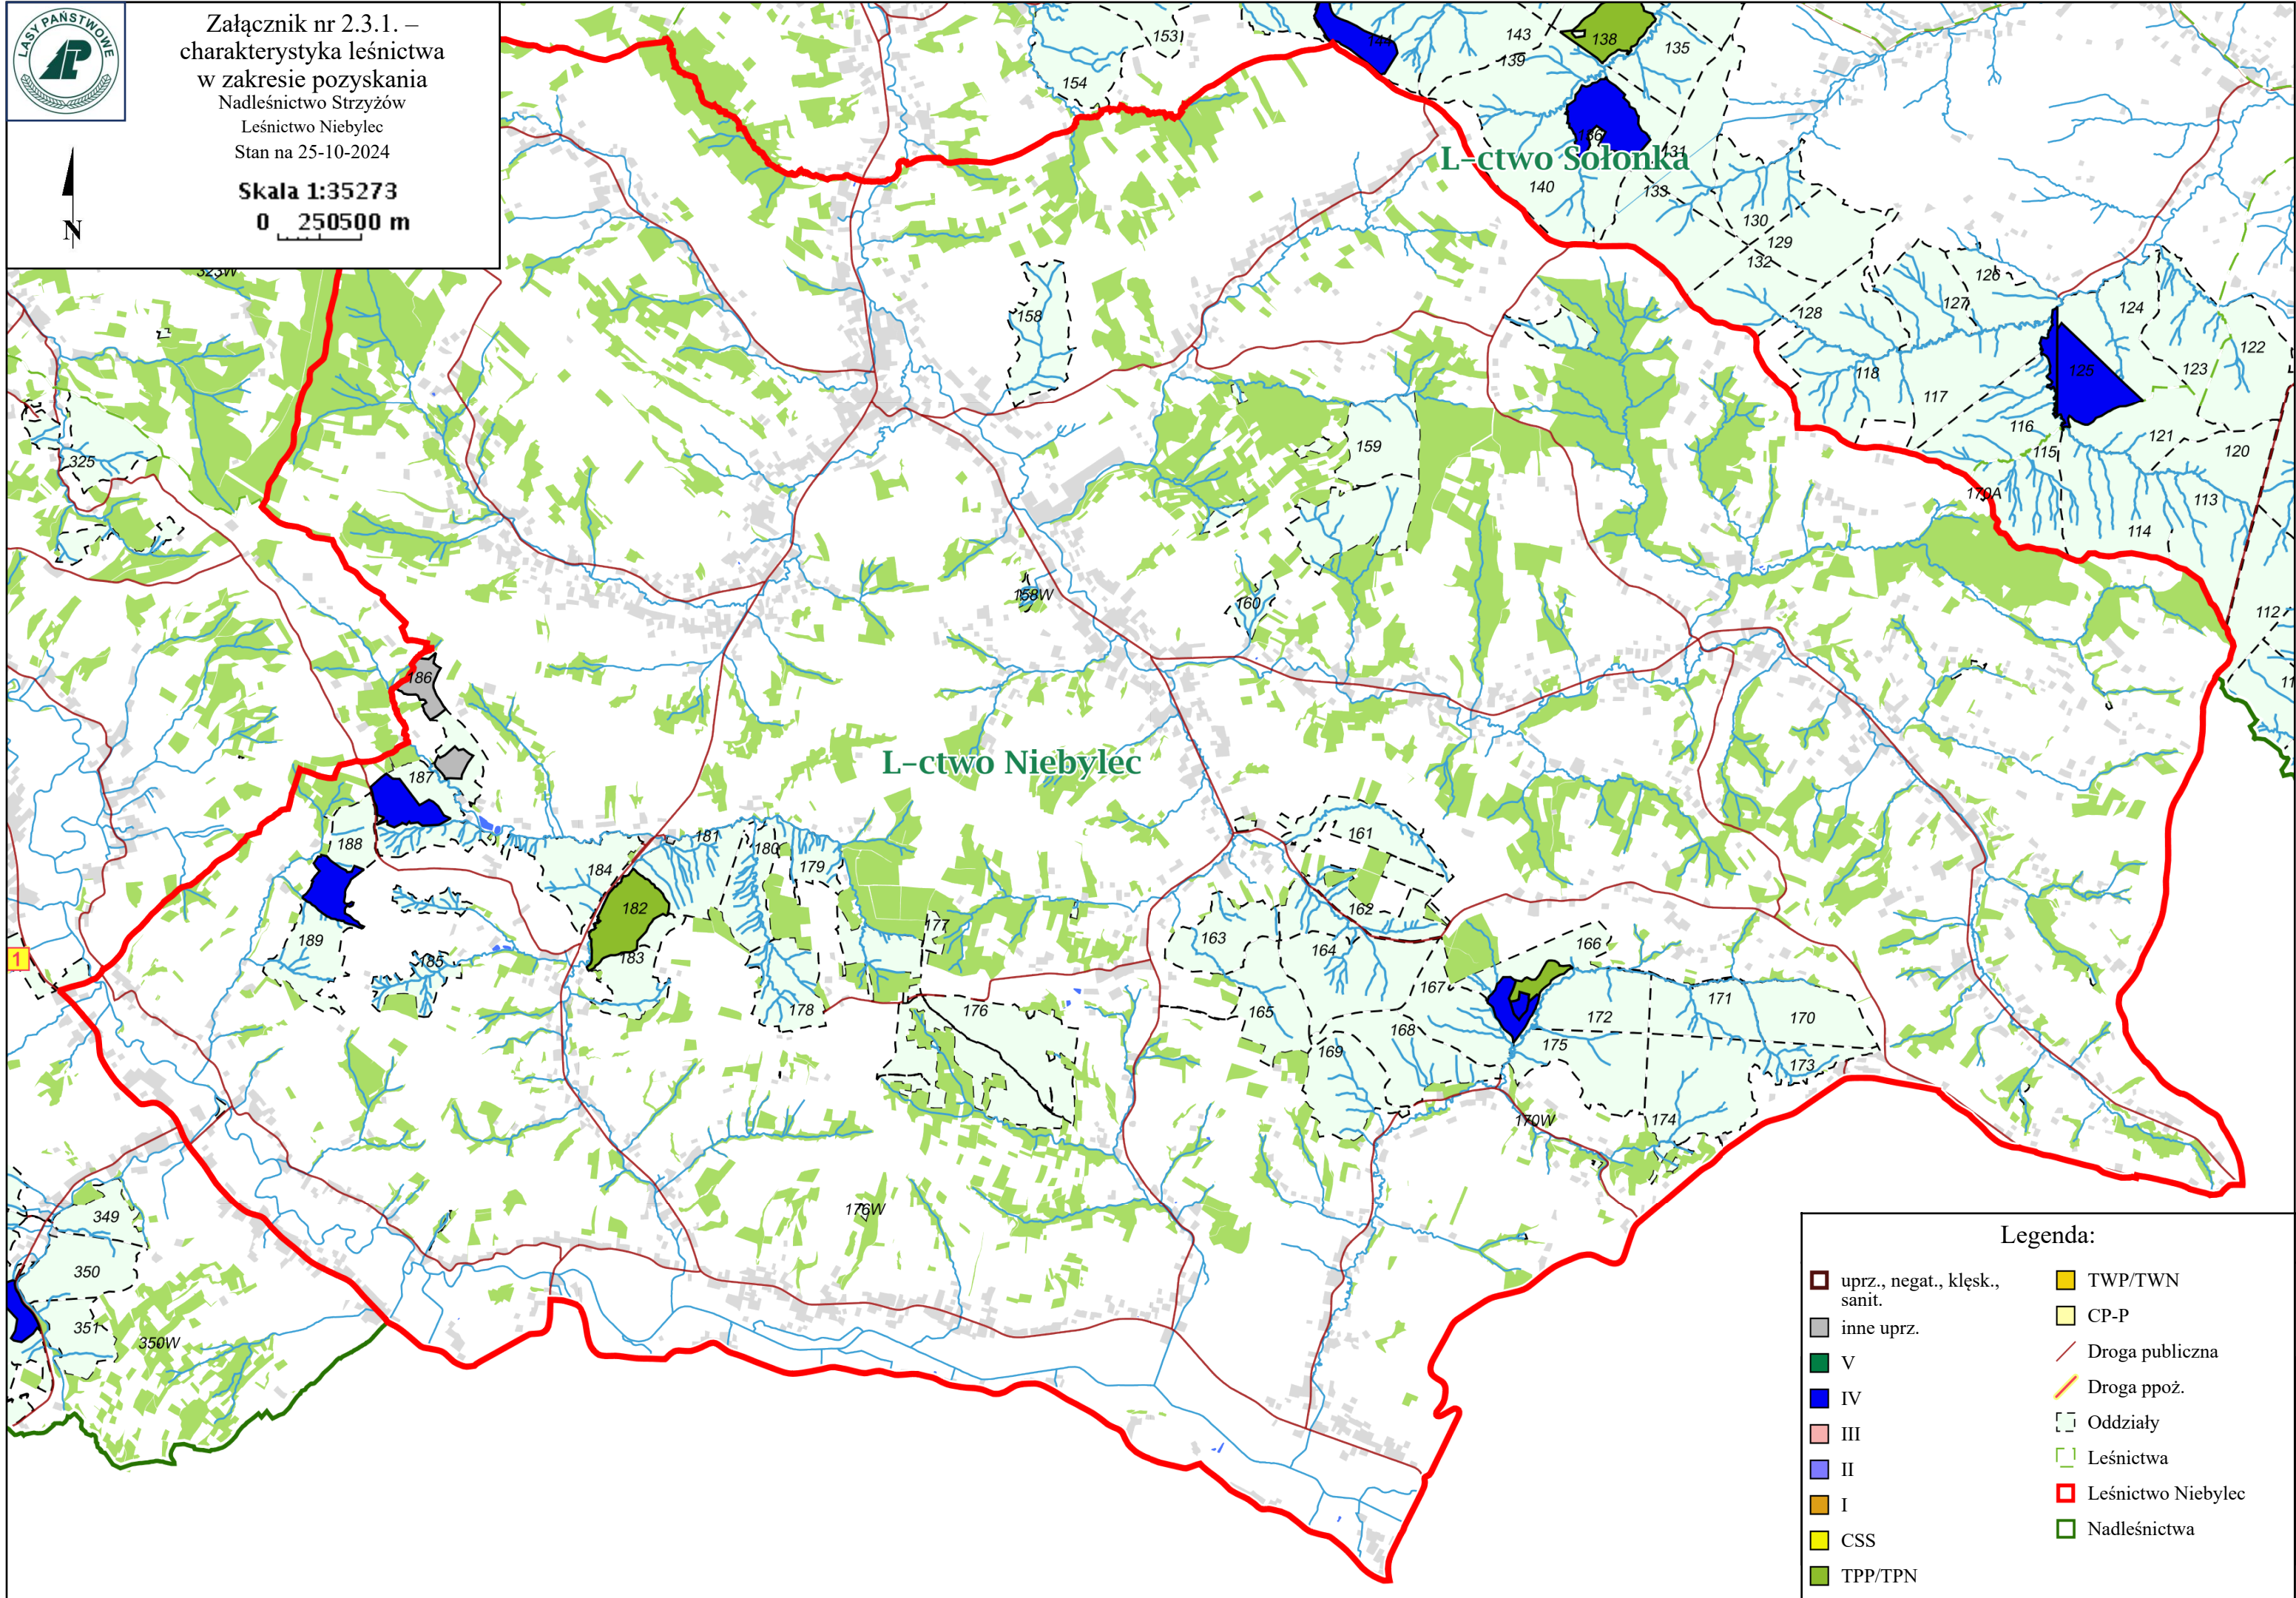 LASY PAŃSTWOWE
Załącznik nr 2.3.1. –
charakterystyka leśnictwa
w zakresie pozyskania
Nadleśnictwo Strzyżów
Leśnictwo Niebylec
Stan na 25-10-2024
Skala 1:35273
0 250500 m
N
153
154
144
143
139
138
135
136
131
L-ctwo Sołonka
140
133
130
129
132
128
127
126
124
122
123
125
118
117
116
115
121
120
113
114
170A
112
11
323W
325
158
159
158W
160
186
187
L-ctwo Niebylec
188
189
185
184
181
180
179
182
183
177
178
176
161
162
163
164
165
166
167
168
169
171
172
170
175
173
174
170W
1
176W
349
350
351
350W
Legenda:
uprz., negat., klęsk.,
sanit.
inne uprz.
V
IV
III
II
I
CSS
TPP/TPN
TWP/TWN
CP-P
Droga publiczna
Droga ppoż.
Oddziały
Leśnictwa
Leśnictwo Niebylec
Nadleśnictwa